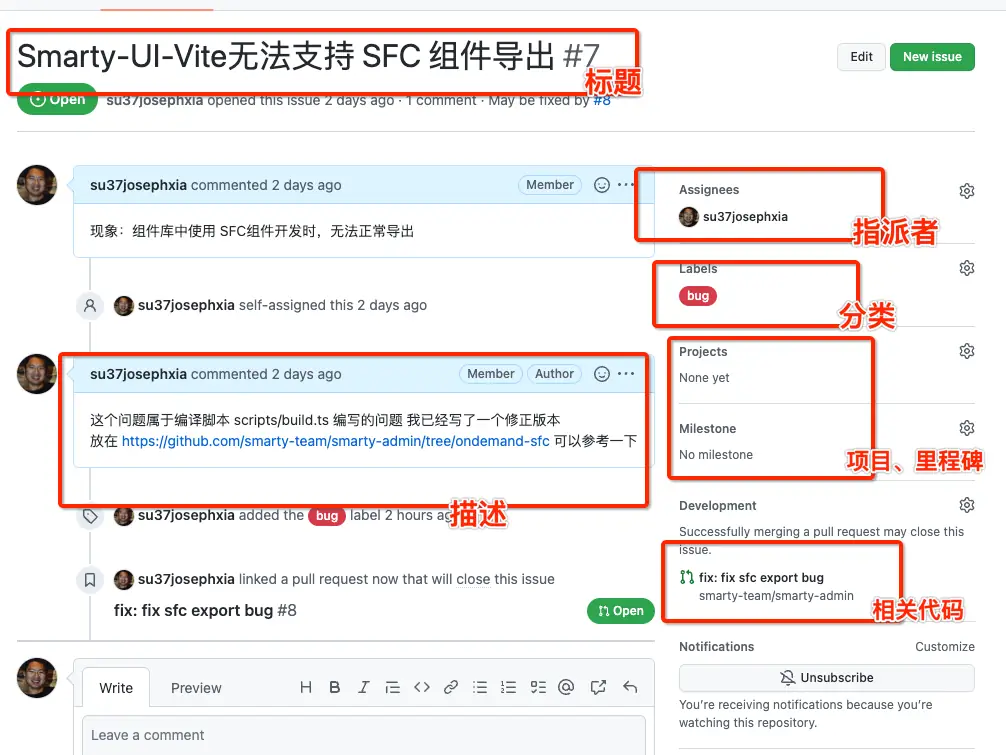 Smarty-UI-Vite无法支持 SFC 组件导出 #7
标题
Edit
New issue
Open
su37josephxia opened this issue 2 days ago · 1 comment · May be fixed by #8
su37josephxia commented 2 days ago
Member
现象：组件库中使用 SFC组件开发时，无法正常导出
su37josephxia self-assigned this 2 days ago
su37josephxia commented 2 days ago
Member
Author
这个问题属于编译脚本 scripts/build.ts 编写的问题 我已经写了一个修正版本
放在 https://github.com/smarty-team/smarty-admin/tree/ondemand-sfc 可以参考一下
描述
su37josephxia added the bug label 2 hours ag
su37josephxia linked a pull request now that will close this issue
fix: fix sfc export bug #8
Open
Write
Preview
Leave a comment
Assignees
su37josephxia
指派者
Labels
bug
分类
Projects
None yet
Milestone
No milestone
项目、里程碑
Development
Successfully merging a pull request may close this
issue.
fix: fix sfc export bug
smarty-team/smarty-admin
相关代码
Notifications
Customize
Unsubscribe
You're receiving notifications because you're
watching this repository.